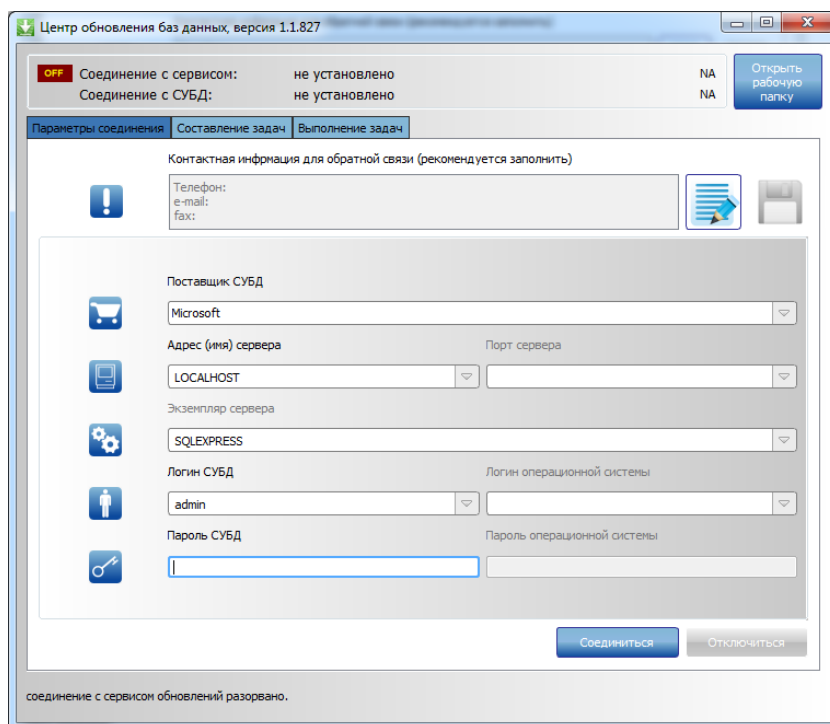 Центр обновления баз данных, версия 1.1.827
OFF Соединение с сервисом: не установлено NA
Соединение с СУБД: не установлено NA
Открыть
рабочую
папку
Параметры соединения Составление задач Выполнение задач
Контактная инфрмация для обратной связи (рекомендуется заполнить)
Телефон:
e-mail:
fax:
Поставщик СУБД
Microsoft
Адрес (имя) сервера Порт сервера
LOCALHOST
Экземпляр сервера
SQLEXPRESS
Логин СУБД Логин операционной системы
admin
Пароль СУБД Пароль операционной системы
Соединиться Отключиться
соединение с сервисом обновлений разорвано.